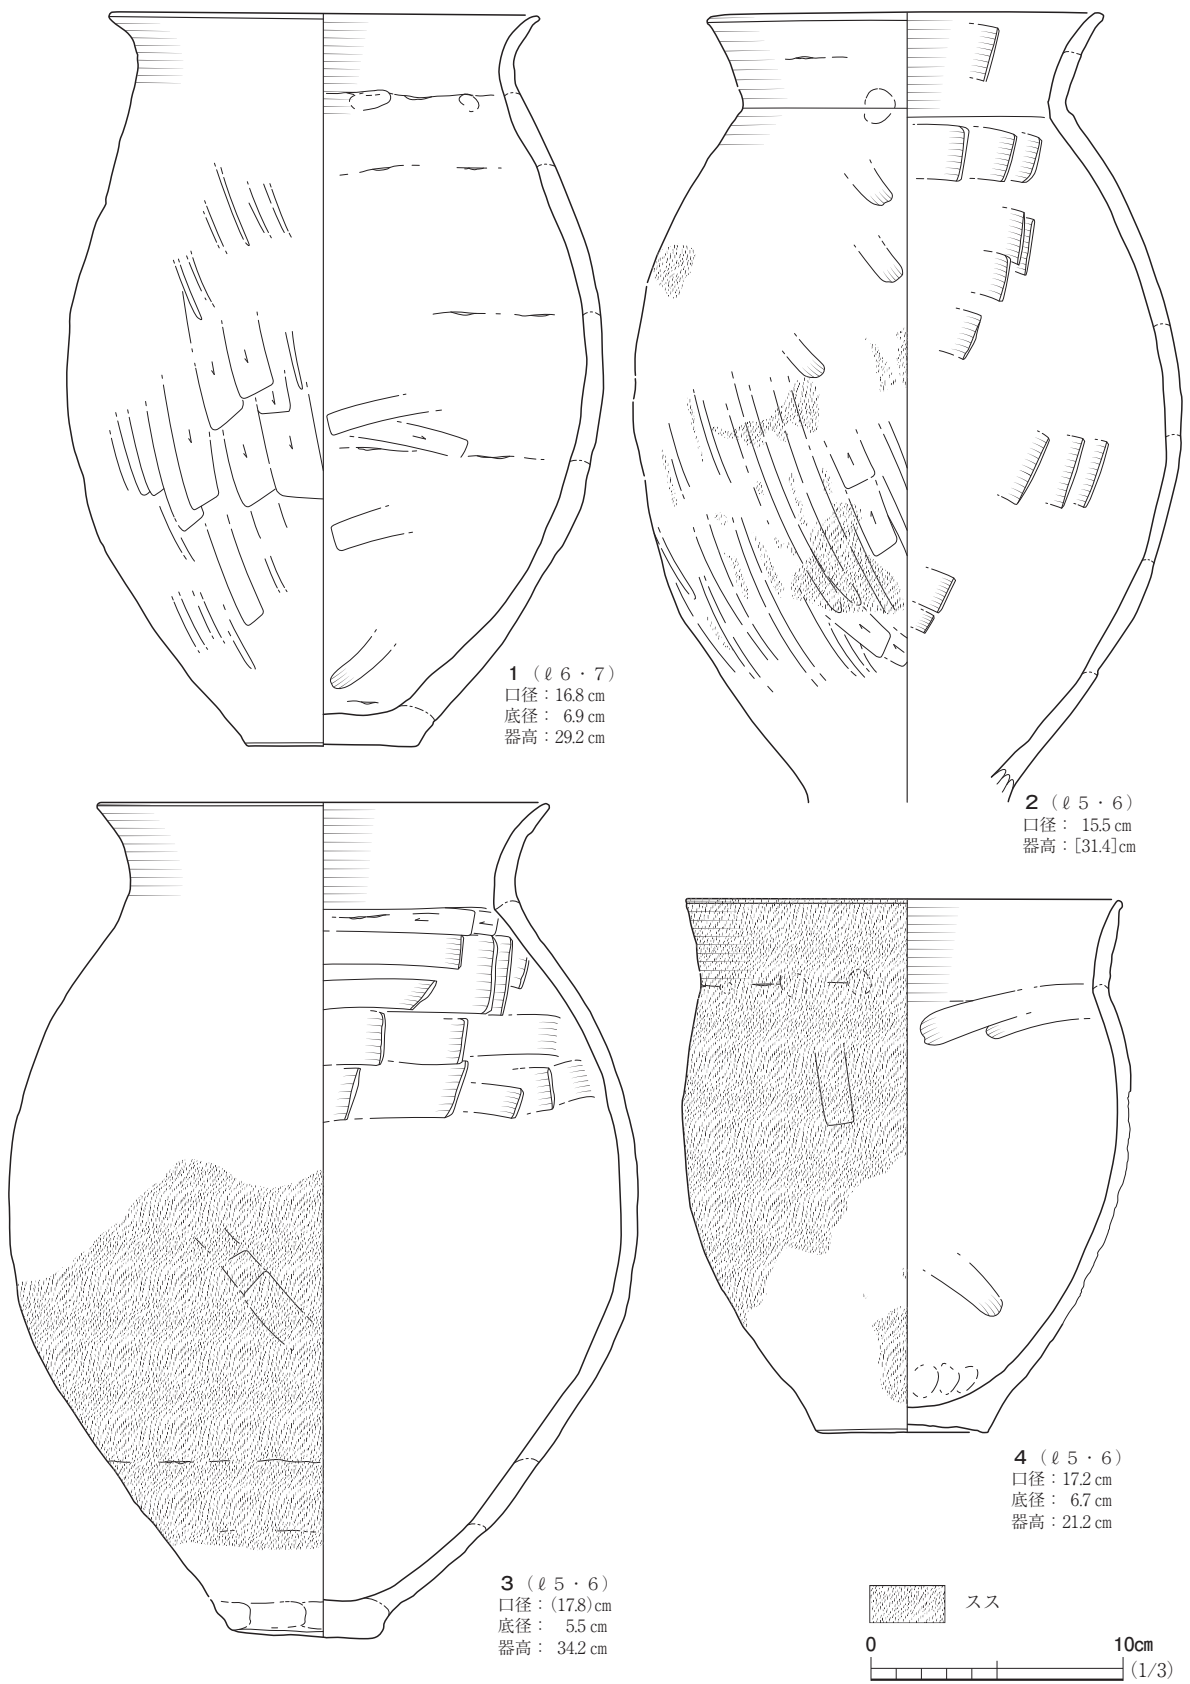 1（ℓ６・７）
口径：16.8 cm
底径： 6.9 cm
器高：29.2 cm
2（ℓ５・６）
口径： 15.5 cm
器高：[31.4]cm
3（ℓ５・６）
口径：(17.8)cm
底径： 5.5 cm
器高： 34.2 cm
4（ℓ５・６）
口径：17.2 cm
底径： 6.7 cm
器高：21.2 cm
スス
0 10cm
(1/3)